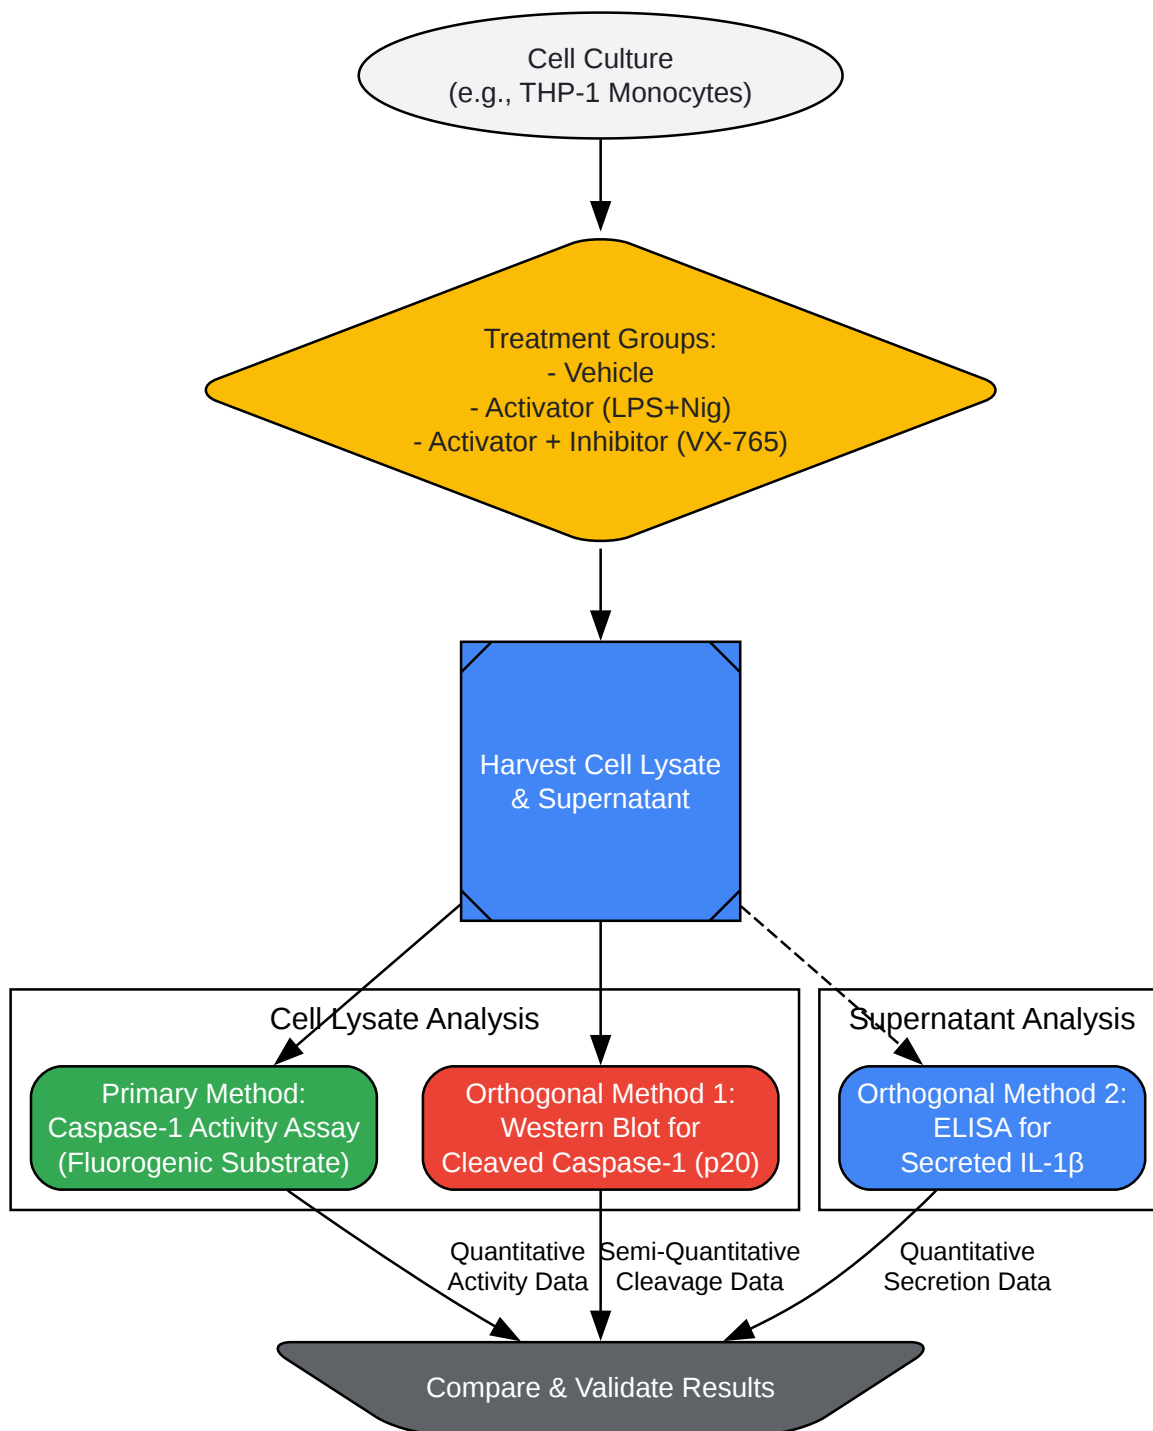 Cell Culture
(e.g., THP-1 Monocytes)
Treatment Groups:
- Vehicle
- Activator (LPS+Nig)
- Activator + Inhibitor (VX-765)
Harvest Cell Lysate
& Supernatant
Cell Lysate Analysis
Supernatant Analysis
Primary Method:
Caspase-1 Activity Assay
(Fluorogenic Substrate)
Orthogonal Method 1:
Western Blot for
Cleaved Caspase-1 (p20)
Orthogonal Method 2:
ELISA for
Secreted IL-1β
Quantitative
Activity Data
Semi-Quantitative
Cleavage Data
Quantitative
Secretion Data
Compare & Validate Results